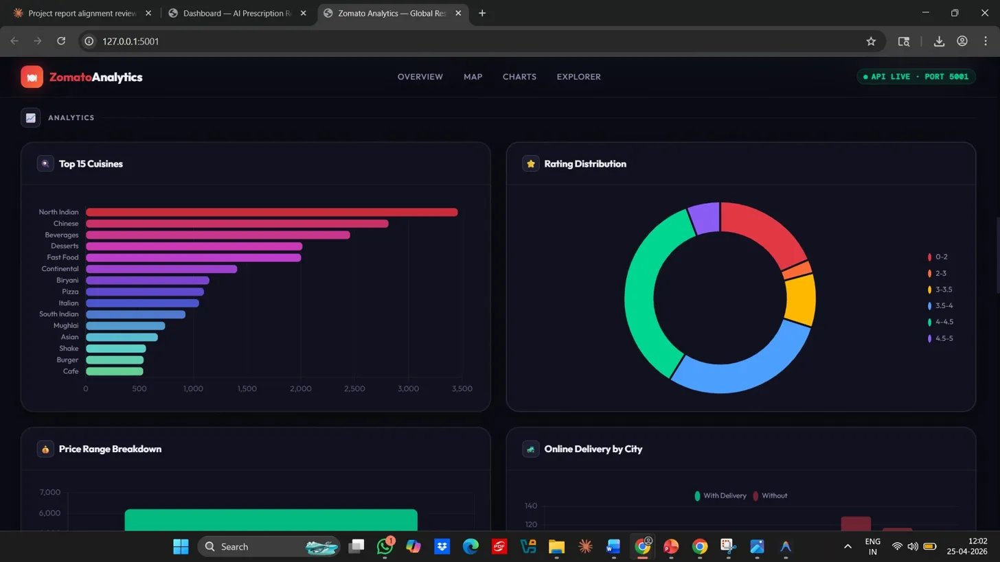 Project report alignment review
Dashboard — AI Prescription R
Zomato Analytics — Global Res
127.0.0.1:5001
ZomatoAnalytics
OVERVIEW MAP CHARTS EXPLORER
API LIVE · PORT 5001
ANALYTICS
Top 15 Cuisines
North Indian
Chinese
Beverages
Desserts
Fast Food
Continental
Biryani
Pizza
Italian
South Indian
Mughlai
Asian
Shake
Burger
Cafe
0 500 1,000 1,500 2,000 2,500 3,000 3,500
Rating Distribution
0-2
2-3
3-3.5
3.5-4
4-4.5
4.5-5
Price Range Breakdown
7,000
6,000
Online Delivery by City
With Delivery Without
140
120
Search
1
PDF
ENG
IN
12:02
25-04-2026